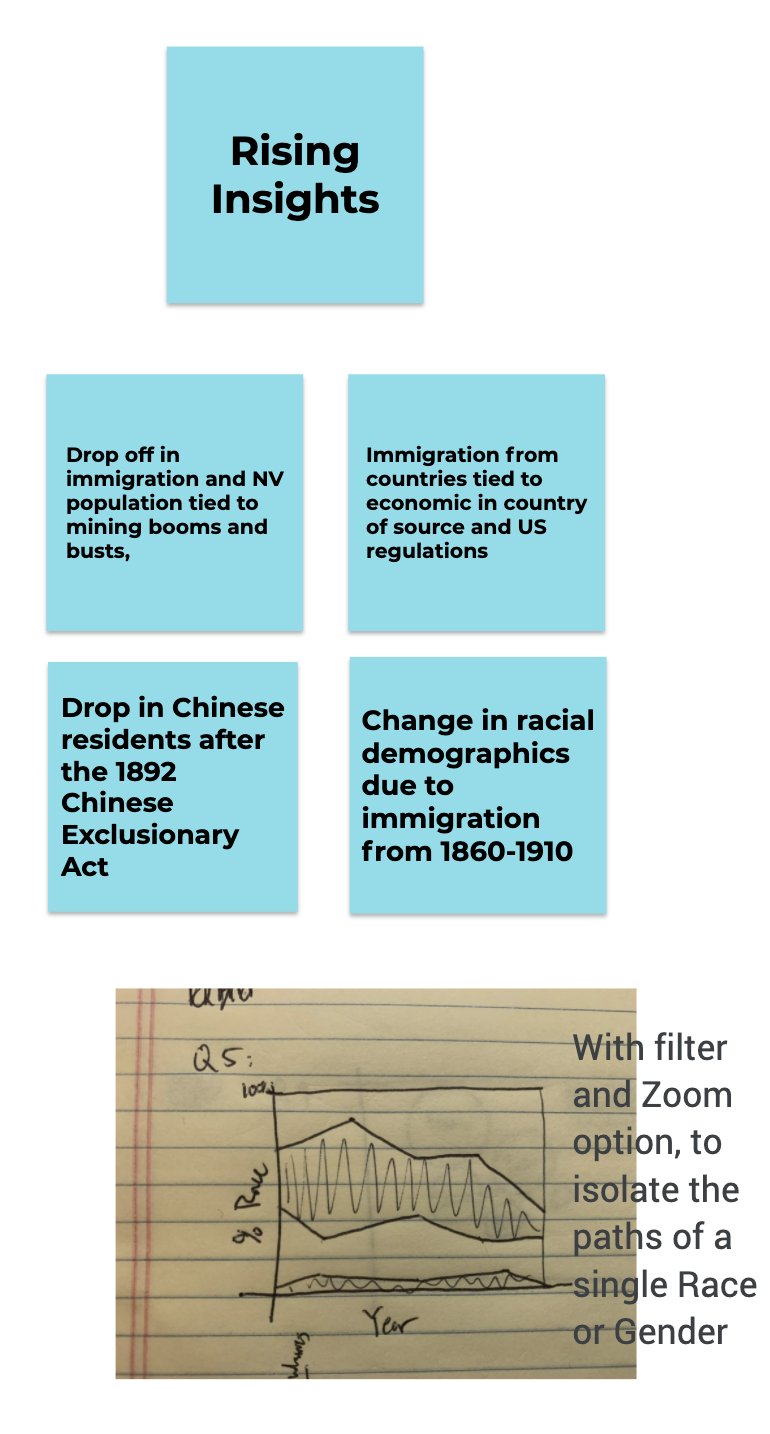 Rising
Insights
Drop off in
immigration and NV
population tied to
mining booms and
busts,
Immigration from
countries tied to
economic in country
of source and US
regulations
Drop in Chinese
residents after
the 1892
Chinese
Exclusionary
Act
Change in racial
demographics
due to
immigration
from 1860-1910
Q5:
100%
% Race
Year
With filter
and Zoom
option, to
isolate the
paths of a
single Race
or Gender